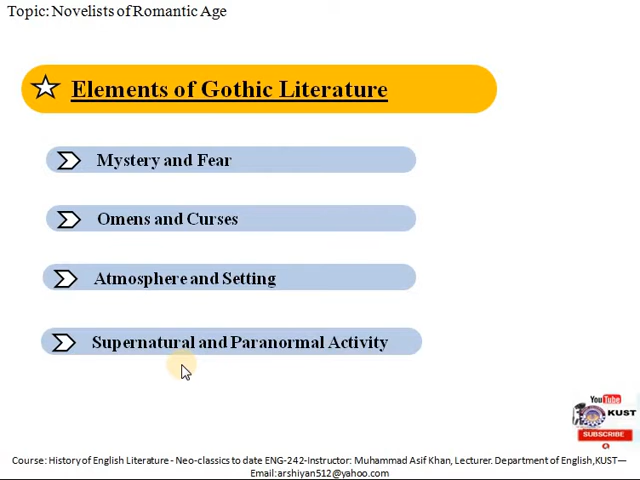 Topic: Novelists of Romantic Age
Elements of Gothic Literature
Mystery and Fear
Omens and Curses
Atmosphere and Setting
Supernatural and Paranormal Activity
YouTube
KUST
SUBSCRIBE
Course: History of English Literature - Neo-classics to date ENG-242-Instructor: Muhammad Asif Khan, Lecturer. Department of English,KUST—
Email:arshiyan512@yahoo.com